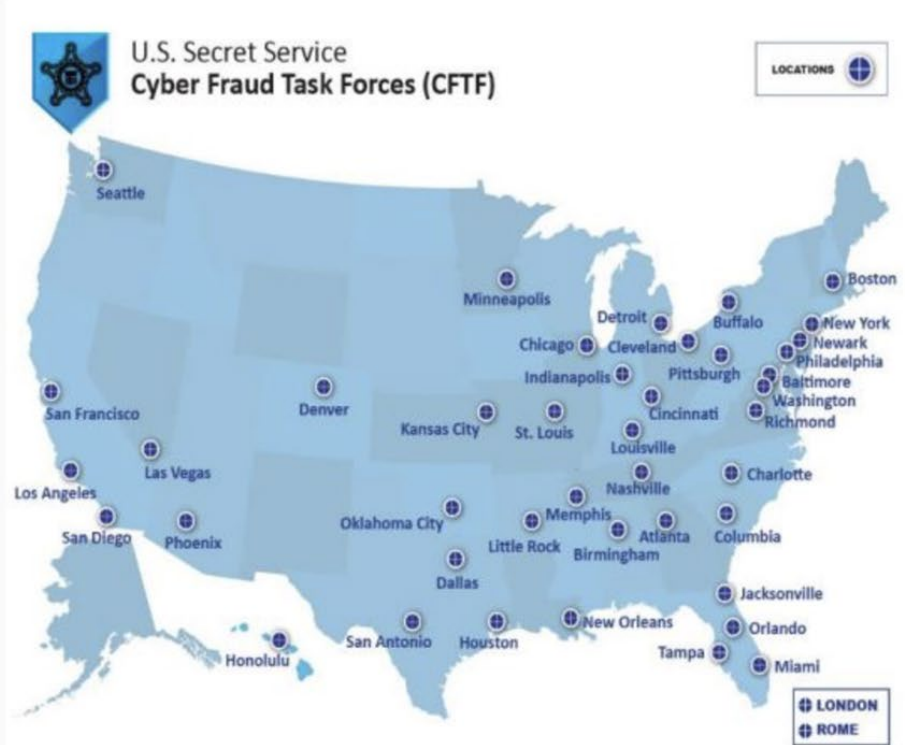 U.S. Secret Service
Cyber Fraud Task Forces (CFTF)
LOCATIONS
Seattle
Minneapolis
Boston
Buffalo
Detroit
New York
Chicago
Cleveland
Newark
Philadelphia
Indianapolis
Pittsburgh
Baltimore
Washington
San Francisco
Denver
Cincinnati
Richmond
Kansas City
St. Louis
Louisville
Las Vegas
Nashville
Charlotte
Los Angeles
Oklahoma City
Memphis
San Diego
Phoenix
Little Rock
Birmingham
Atlanta
Columbia
Dallas
Jacksonville
New Orleans
Orlando
San Antonio
Houston
Tampa
Honolulu
Miami
LONDON
ROME